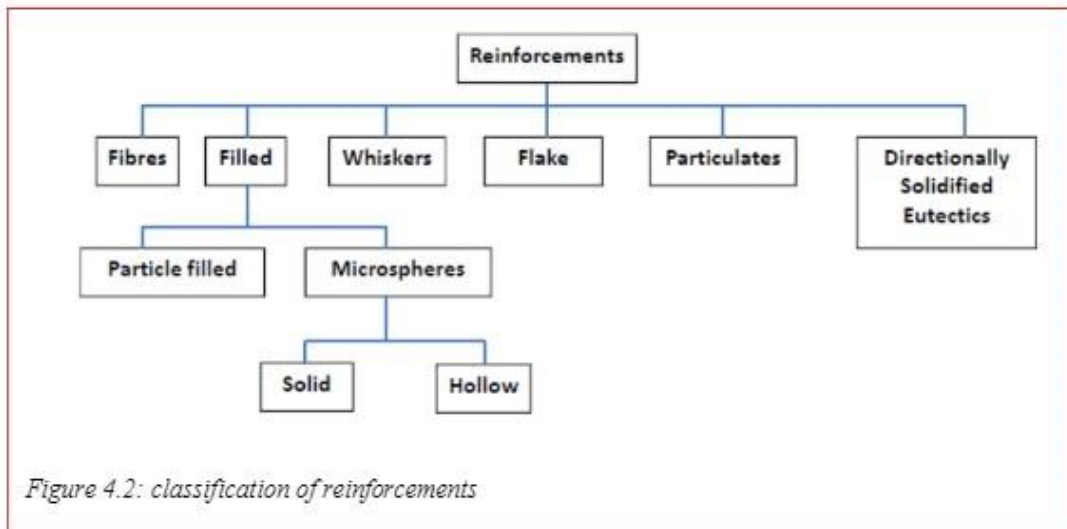 Reinforcements
Fibres
Filled
Whiskers
Flake
Particulates
Directionally
Solidified
Eutectics
Particle filled
Microspheres
Solid
Hollow
Figure 4.2: classification of reinforcements